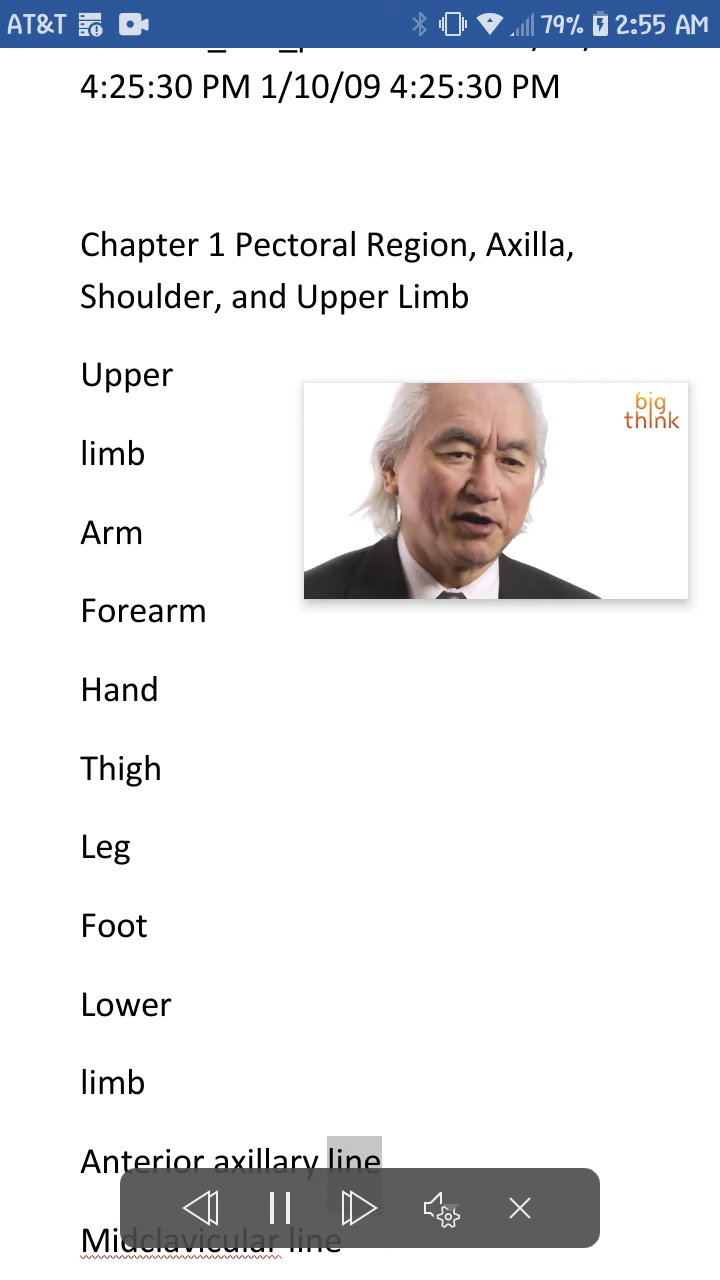 AT&T 79% 2:55 AM
4:25:30 PM 1/10/09 4:25:30 PM
Chapter 1 Pectoral Region, Axilla,
Shoulder, and Upper Limb
Upper
big
think
limb
Arm
Forearm
Hand
Thigh
Leg
Foot
Lower
limb
Anterior axillary line
Midclavicular line